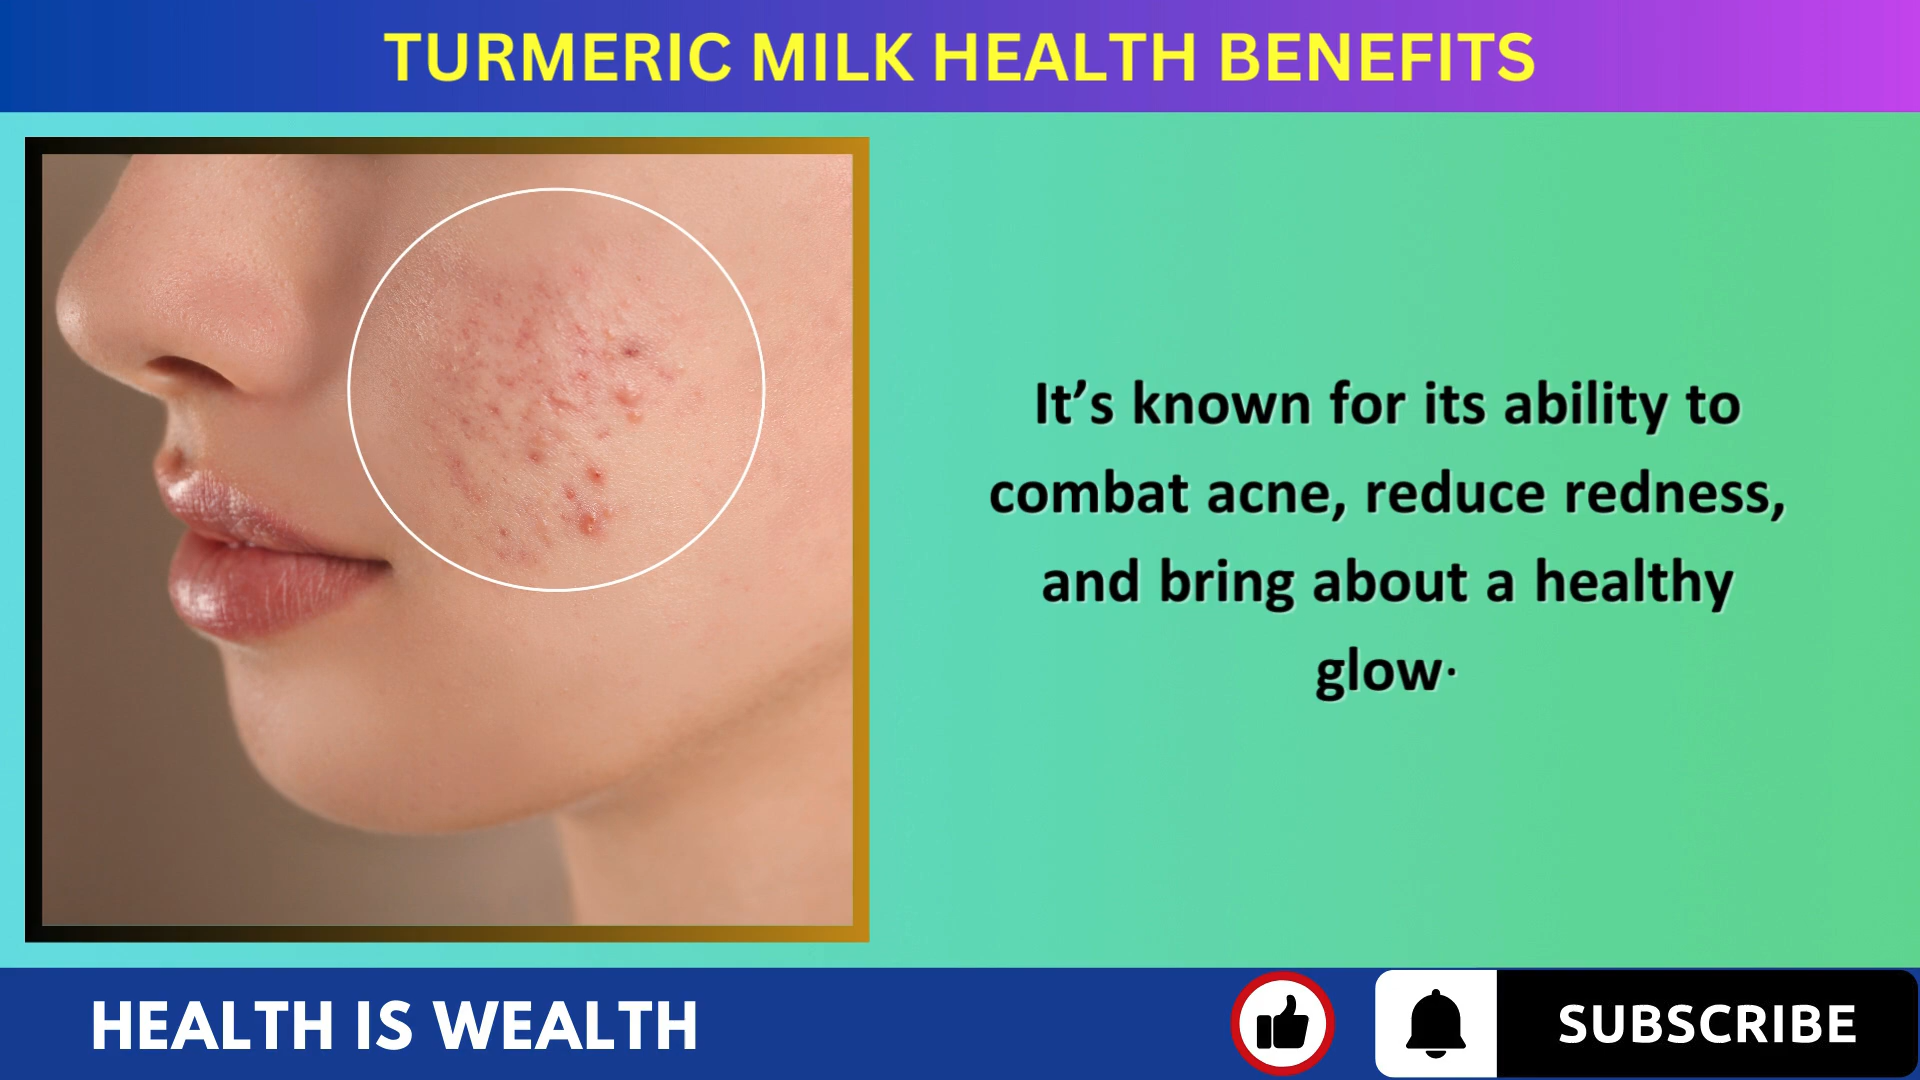 TURMERIC MILK HEALTH BENEFITS
It’s known for its ability to
combat acne, reduce redness,
and bring about a healthy
glow·
HEALTH IS WEALTH
SUBSCRIBE